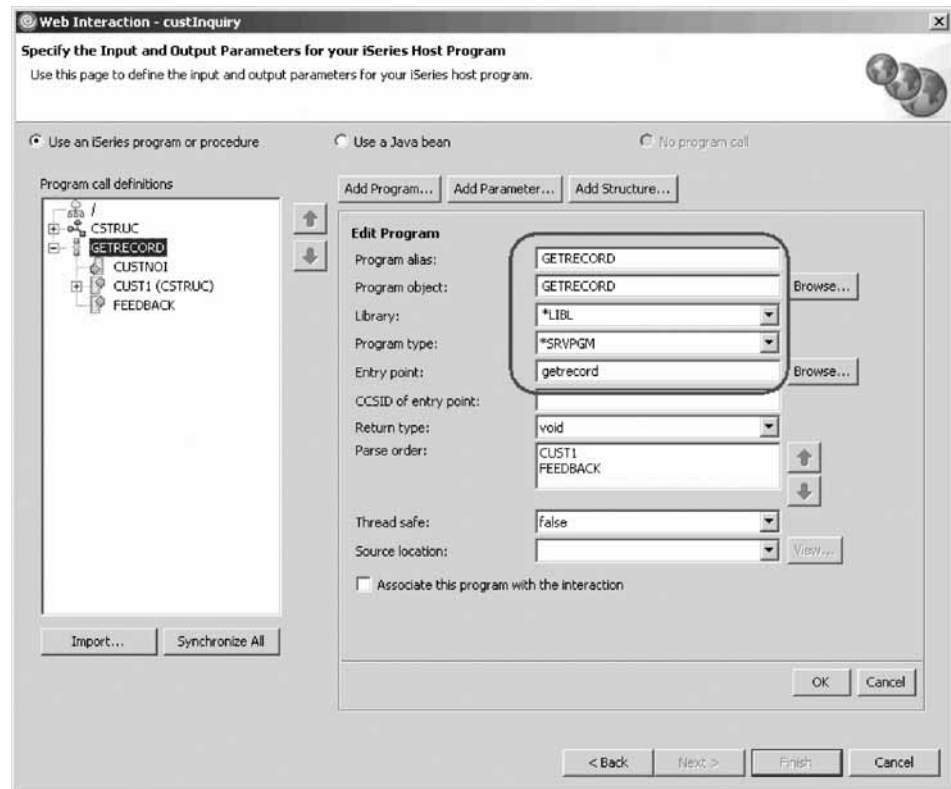 Web Interaction - custInquiry
Specify the Input and Output Parameters for your iSeries Host Program
Use this page to define the input and output parameters for your iSeries host program.
Use an iSeries program or procedure
Use a Java bean
No program call
Program call definitions
/
CSTRUC
GETRECORD
CUSTNOI
CUST1 (CSTRUC)
FEEDBACK
Import...
Synchronize All
Add Program...
Add Parameter...
Add Structure...
Edit Program
Program alias: GETRECORD
Program object: GETRECORD Browse...
Library: *LIBL
Program type: *SRVPGM
Entry point: getrecord Browse...
CCSID of entry point:
Return type: void
Parse order: CUST1
FEEDBACK
Thread safe: false
Source location: View...
Associate this program with the interaction
OK Cancel
< Back Next > Finish Cancel